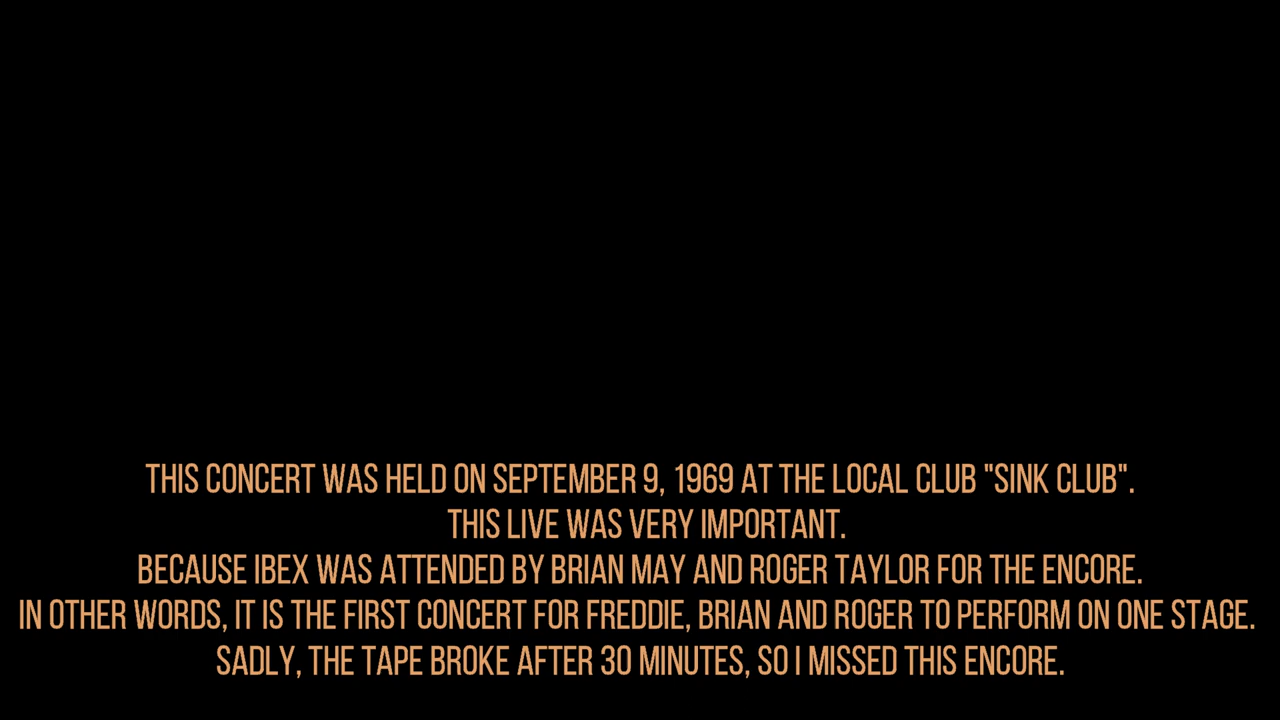 THIS CONCERT WAS HELD ON SEPTEMBER 9, 1969 AT THE LOCAL CLUB "SINK CLUB".
THIS LIVE WAS VERY IMPORTANT.
BECAUSE IBEX WAS ATTENDED BY BRIAN MAY AND ROGER TAYLOR FOR THE ENCORE.
IN OTHER WORDS, IT IS THE FIRST CONCERT FOR FREDDIE, BRIAN AND ROGER TO PERFORM ON ONE STAGE.
SADLY, THE TAPE BROKE AFTER 30 MINUTES, SO I MISSED THIS ENCORE.